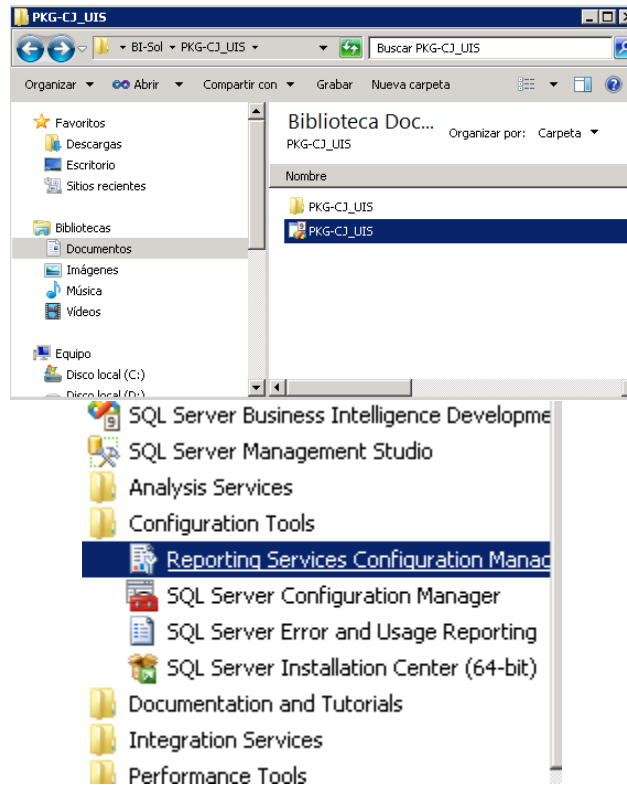 PKG-CJ_UIS
BI-Sol PKG-CJ_UIS Buscar PKG-CJ_UIS
Organizar Abrir Compartir con Grabar Nueva carpeta
Favoritos
Descargas
Escritorio
Sitios recientes
Bibliotecas
Documentos
Imágenes
Música
Vídeos
Equipo
Disco local (C:)
Disco local (D:)
Biblioteca Doc...
PKG-CJ_UIS
Organizar por: Carpeta
Nombre
PKG-CJ_UIS
PKG-CJ_UIS
SQL Server Business Intelligence Developme
SQL Server Management Studio
Analysis Services
Configuration Tools
Reporting Services Configuration Manac
SQL Server Configuration Manager
SQL Server Error and Usage Reporting
SQL Server Installation Center (64-bit)
Documentation and Tutorials
Integration Services
Performance Tools